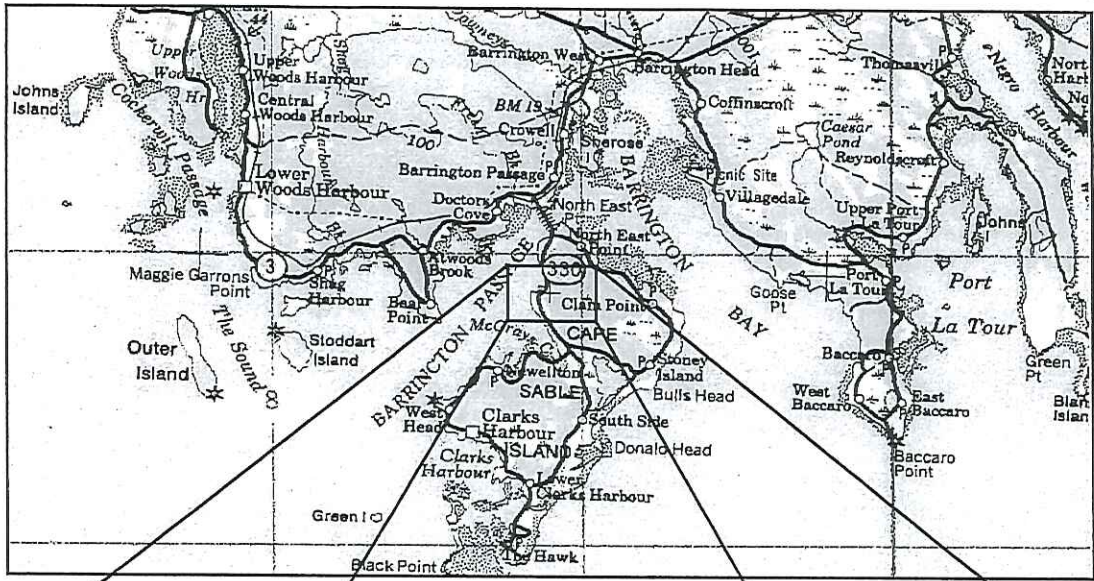 44
Upper
Woods
Hr
Upper
Woods Harbour
Central
Woods Harbour
Johns
Island
Cockerwit Passage
Lower
Woods Harbour
Barrington West
Barrington Head
BM 19
Crowell
Sherose
I
100
Barrington Passage
Doctors
Cove
North East
Pt
North East
Point
BARRINGTON
BAY
Coffinscroft
Picnic Site
Villagedale
100
Thomasville
Negro
Harbour
Caesar
Pond
Reynoldscroft
Upper Port
La Tour
Johns
I
Port
La Tour
Goose
Pt
Port
La Tour
3
Maggie Garrons
Point
Shag
Harbour
Atwoods
Brook
Bear
Point
330
Clam Point
The Sound
Outer
Island
Stoddart
Island
8
BARRINGTON PASSAGE
McGrays C
CAPE
Newellton
SABLE
Stoney
Island
Bulls Head
West
Head
Clarks
Harbour
ISLAND
South Side
Donald Head
Clarks
Harbour
Lower
Clarks Harbour
Green I
The Hawk
Black Point
Baccaro
West
Baccaro
East
Baccaro
Baccaro
Point
Green
Pt